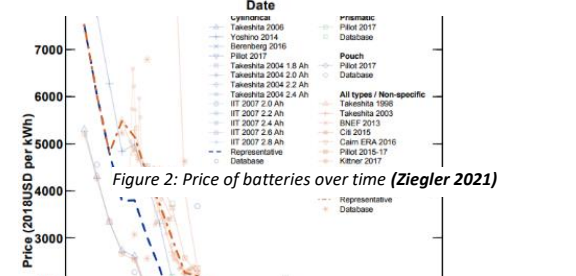 Date
Cylindrical
Takeshita 2006
Yoshino 2014
Berenberg 2016
Pillot 2017
Takeshita 2004 1.8 Ah
Takeshita 2004 2.0 Ah
Takeshita 2004 2.2 Ah
Takeshita 2004 2.4 Ah
IIT 2007 2.0 Ah
IIT 2007 2.2 Ah
IIT 2007 2.4 Ah
IIT 2007 2.6 Ah
IIT 2007 2.8 Ah
Representative
Database
Prismatic
Pillot 2017
Database
Pouch
Pillot 2017
Database
All types / Non-specific
Takeshita 1998
Takeshita 2003
BNEF 2013
Citi 2015
Cairn ERA 2016
Pillot 2015-17
Kittner 2017
Representative
Database
Price (2018USD per kWh)
7000
6000
5000
4000
3000
Figure 2: Price of batteries over time (Ziegler 2021)